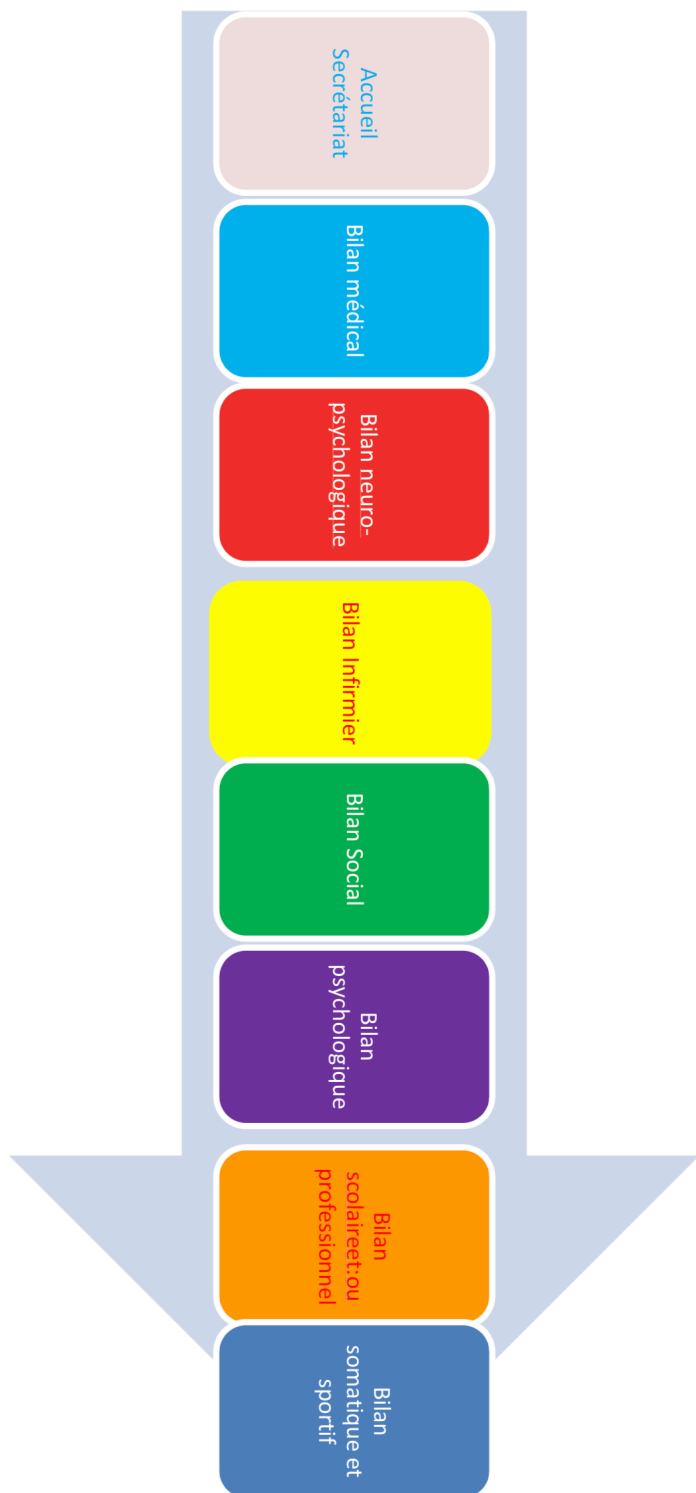 Accueil
Secrétariat
Bilan médical
Bilan neuro-
psychologique
Bilan Infirmier
Bilan Social
Bilan
psychologique
Bilan
scolaireet:ou
professionnel
Bilan
somatique et
sportif